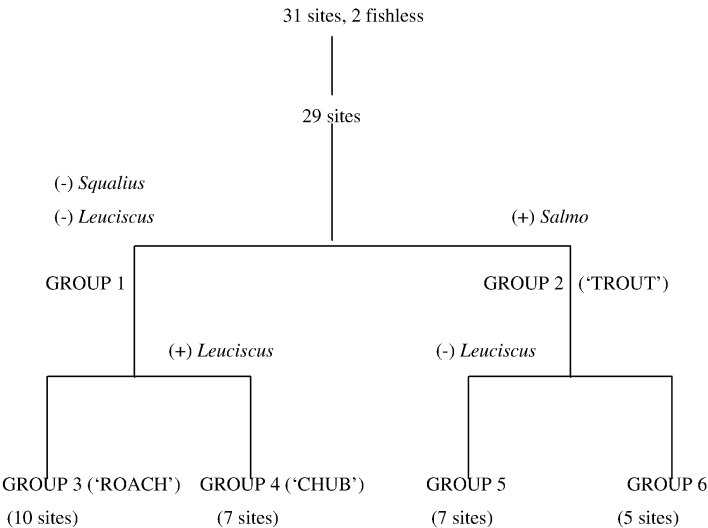 31 sites, 2 fishless
29 sites
(-) Squalius
(-) Leuciscus
(+) Salmo
GROUP 1
GROUP 2 (‘TROUT’)
(+) Leuciscus
(-) Leuciscus
GROUP 3 (‘ROACH’)
GROUP 4 (‘CHUB’)
GROUP 5
GROUP 6
(10 sites)
(7 sites)
(7 sites)
(5 sites)